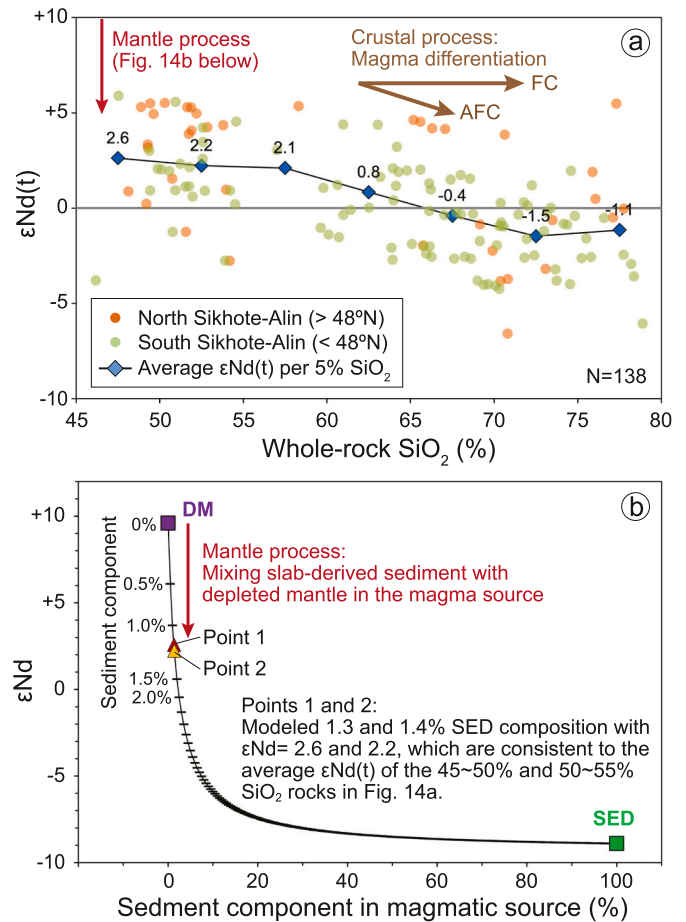 +10
+5
0
-5
-10
εNd(t)
Mantle process
(Fig. 14b below)
Crustal process:
Magma differentiation
FC
AFC
a
2.6
2.2
2.1
0.8
-0.4
-1.5
-1.1
North Sikhote-Alin (> 48ºN)
South Sikhote-Alin (< 48ºN)
Average εNd(t) per 5% SiO₂
N=138
45 50 55 60 65 70 75 80
Whole-rock SiO₂ (%)
+10
+5
0
-5
-10
εNd
b
DM
Sediment component
0%
0.5%
1.0%
1.5%
2.0%
Mantle process:
Mixing slab-derived sediment with
depleted mantle in the magma source
Point 1
Point 2
Points 1 and 2:
Modeled 1.3 and 1.4% SED composition with
εNd= 2.6 and 2.2, which are consistent to the
average εNd(t) of the 45~50% and 50~55%
SiO₂ rocks in Fig. 14a.
SED
0 20 40 60 80 100
Sedment component in magmatic source (%)